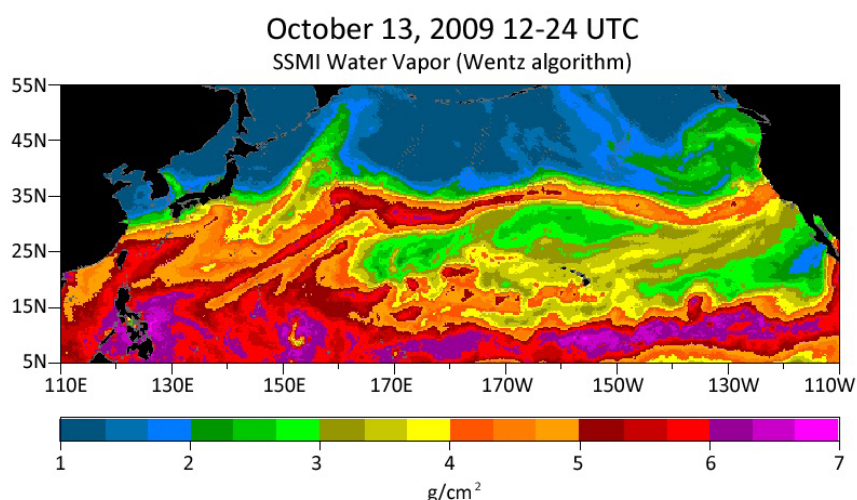 October 13, 2009 12-24 UTC
SSMI Water Vapor (Wentz algorithm)
55N
45N
35N
25N
15N
5N
110E 130E 150E 170E 170W 150W 130W 110W
1 2 3 4 5 6 7
g/cm²